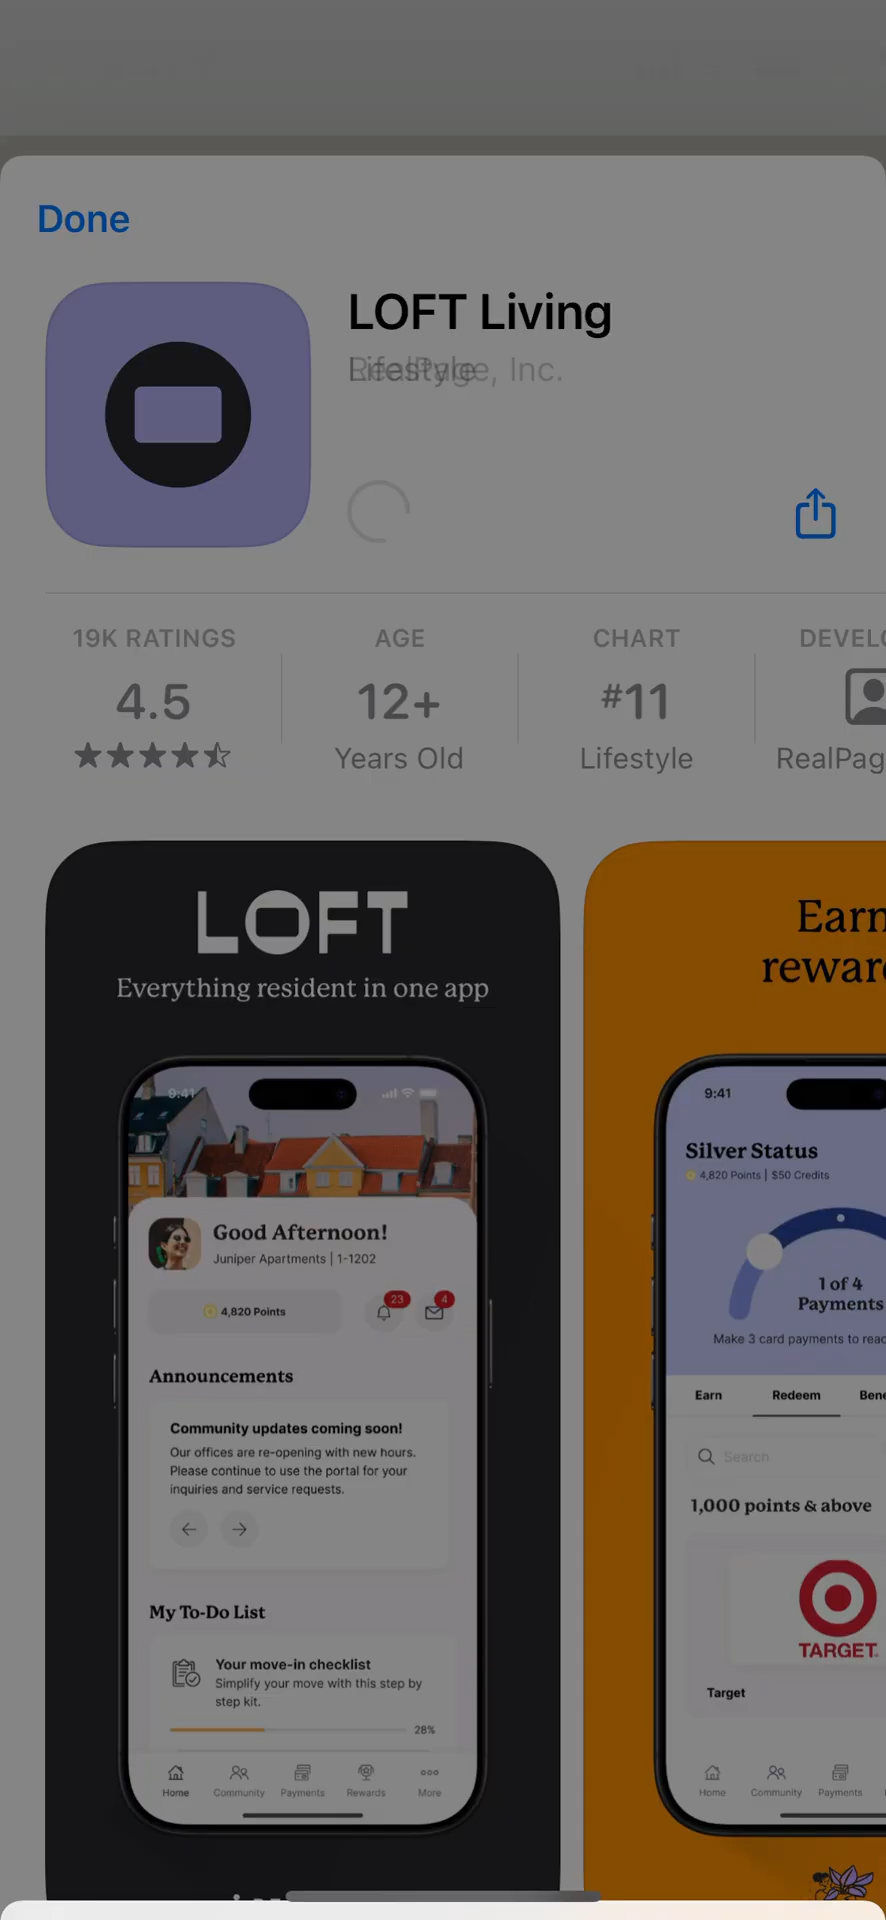 Done
LOFT Living
Lifestyle
RealPage, Inc.
19K RATINGS
4.5
AGE
12+
Years Old
CHART
#11
Lifestyle
DEVELO
RealPag
LOFT
Everything resident in one app
9:41
Good Afternoon!
Juniper Apartments | 1-1202
4,820 Points
23
4
Announcements
Community updates coming soon!
Our offices are re-opening with new hours.
Please continue to use the portal for your
inquiries and service requests.
My To-Do List
Your move-in checklist
Simplify your move with this step by
step kit.
28%
Home
Community
Payments
Rewards
More
Earn
rewar
9:41
Silver Status
4,820 Points | $50 Credits
1 of 4
Payments
Make 3 card payments to reac
Earn
Redeem
Bene
Search
1,000 points & above
TARGET
Target
Home
Community
Payments